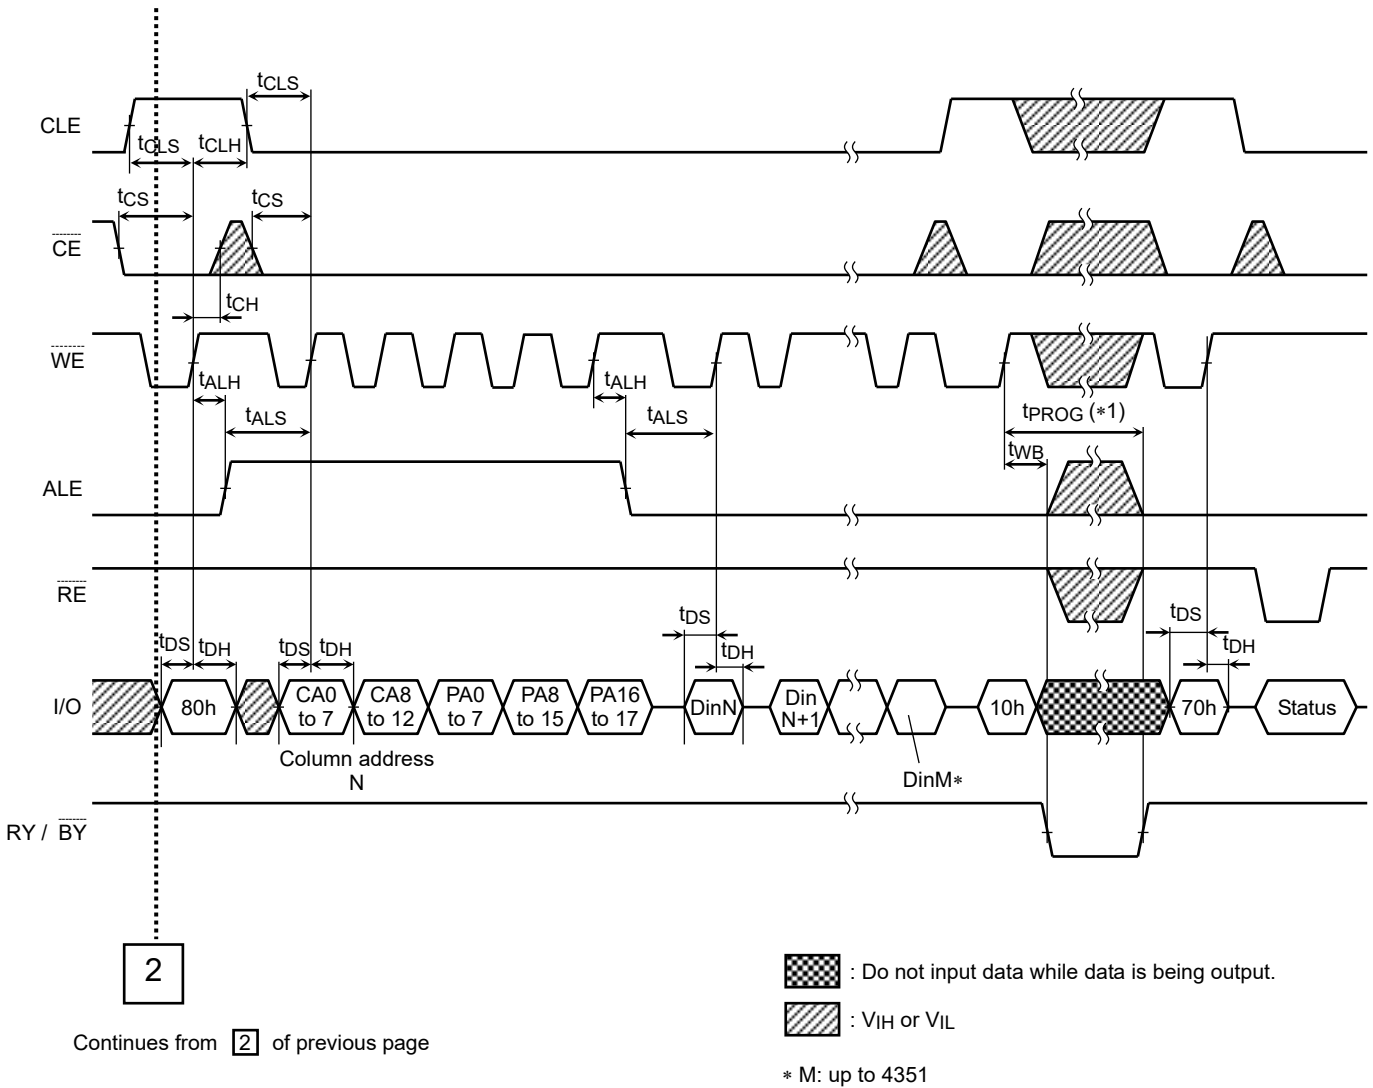 tCLS
CLE
tCLS
tCLH
tCS
tCS
CE
tCH
WE
tALH
tALH
tALS
tALS
tPROG (∗1)
tWB
ALE
RE
tDS
tDH
tDS
tDH
tDS
tDH
tDS
tDH
I/O
80h
CA0 to 7
CA8 to 12
PA0 to 7
PA8 to 15
PA16 to 17
DinN
Din N+1
10h
70h
Status
Column address
N
DinM∗
RY / BY
2
: Do not input data while data is being output.
: VIH or VIL
Continues from 2 of previous page
∗ M: up to 4351